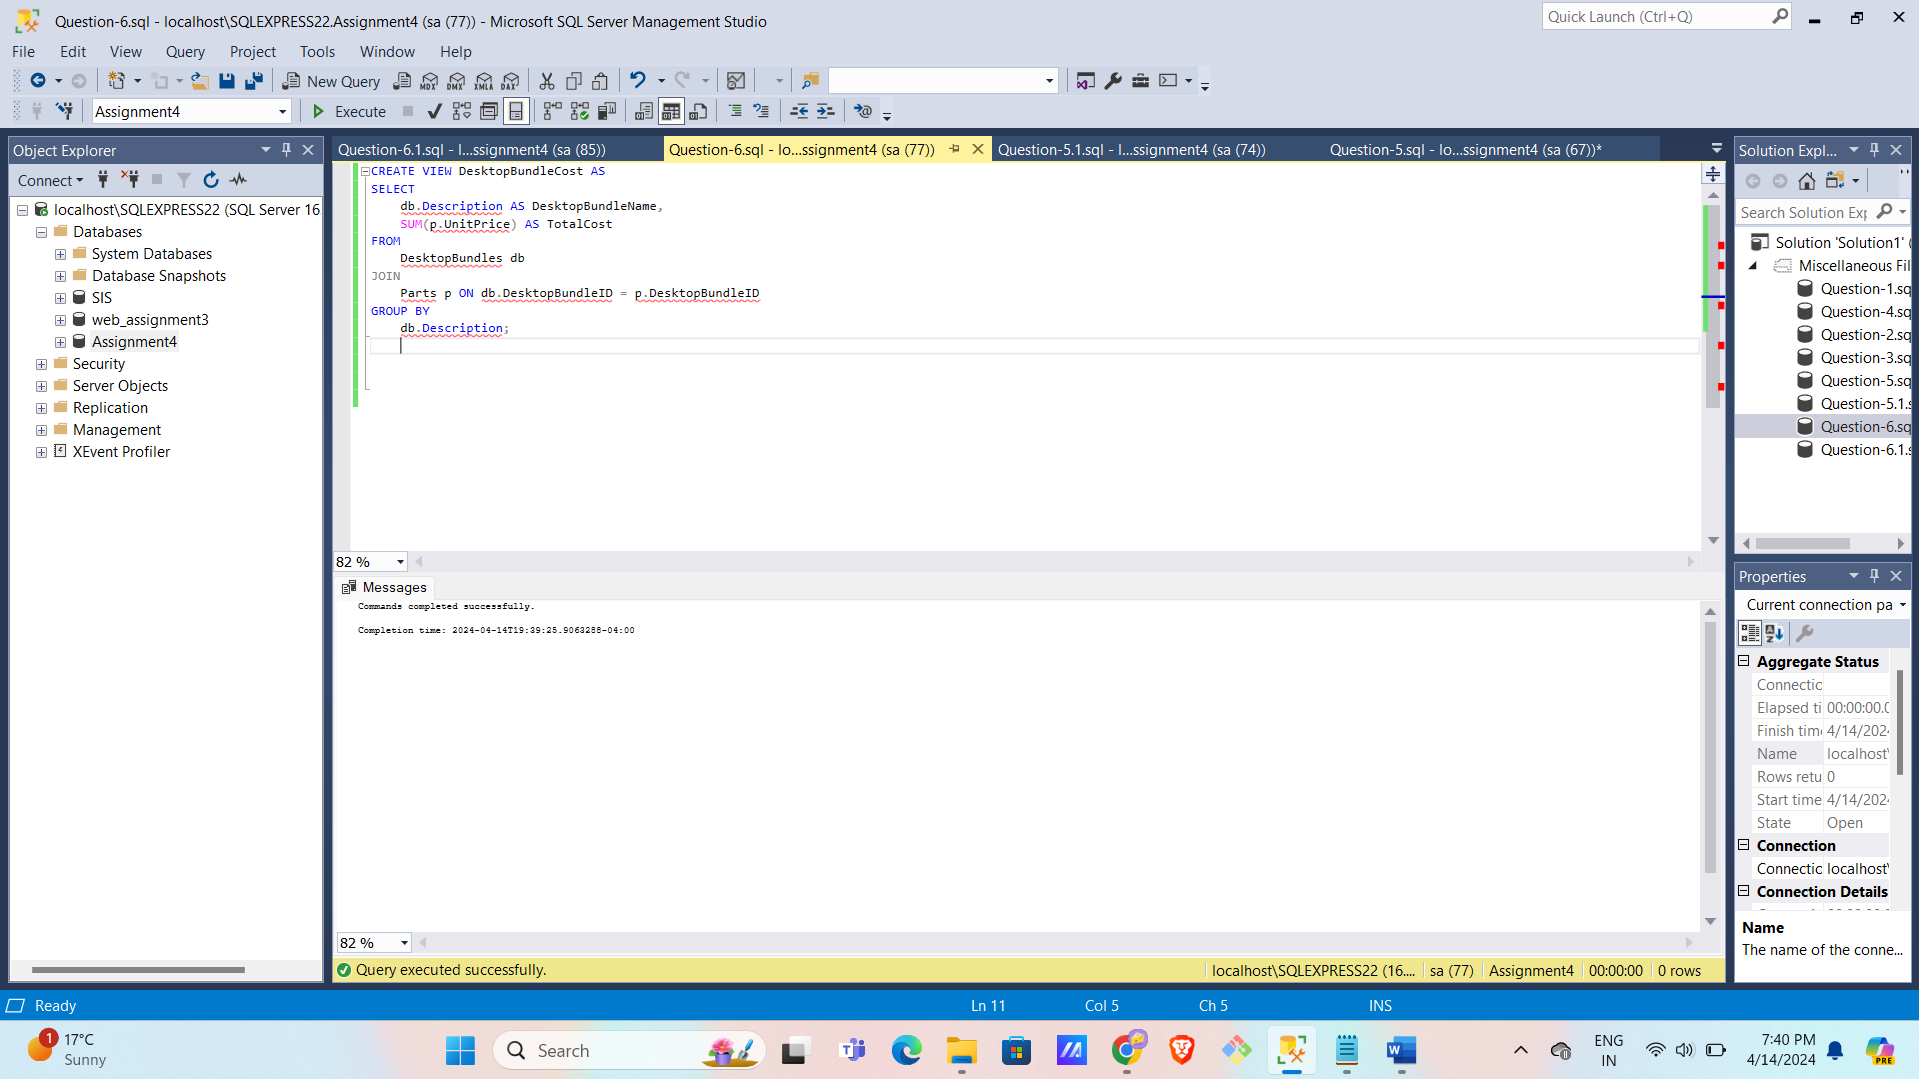 Question-6.sql - localhost\SQLEXPRESS22.Assignment4 (sa (77)) - Microsoft SQL Server Management Studio
Quick Launch (Ctrl+Q)
File Edit View Query Project Tools Window Help
New Query MDX DMX XMLA DAX
Assignment4 Execute
Object Explorer
Connect
localhost\SQLEXPRESS22 (SQL Server 16
Databases
System Databases
Database Snapshots
SIS
web_assignment3
Assignment4
Security
Server Objects
Replication
Management
XEvent Profiler
Question-6.1.sql - l...ssignment4 (sa (85)) Question-6.sql - lo...ssignment4 (sa (77)) Question-5.1.sql - l...ssignment4 (sa (74)) Question-5.sql - lo...ssignment4 (sa (67))*
CREATE VIEW DesktopBundleCost AS
SELECT
db.Description AS DesktopBundleName,
SUM(p.UnitPrice) AS TotalCost
FROM
DesktopBundles db
JOIN
Parts p ON db.DesktopBundleID = p.DesktopBundleID
GROUP BY
db.Description;
82 %
Messages
Commands completed successfully.
Completion time: 2024-04-14T19:39:25.9063288-04:00
82 %
Query executed successfully. localhost\SQLEXPRESS22 (16.... sa (77) Assignment4 00:00:00 0 rows
Solution Expl...
Search Solution Exp
Solution 'Solution1' (
Miscellaneous Fil
Question-1.sq
Question-4.sq
Question-2.sq
Question-3.sq
Question-5.sq
Question-5.1.s
Question-6.sq
Question-6.1.s
Properties
Current connection pa
Aggregate Status
Connectic
Elapsed ti 00:00:00.0
Finish time 4/14/2024
Name localhost\
Rows retu 0
Start time 4/14/2024
State Open
Connection
Connectic localhost\
Connection Details
Name
The name of the conne...
Ready Ln 11 Col 5 Ch 5 INS
1
17°C
Sunny
Search
ENG
IN
7:40 PM
4/14/2024
PRE